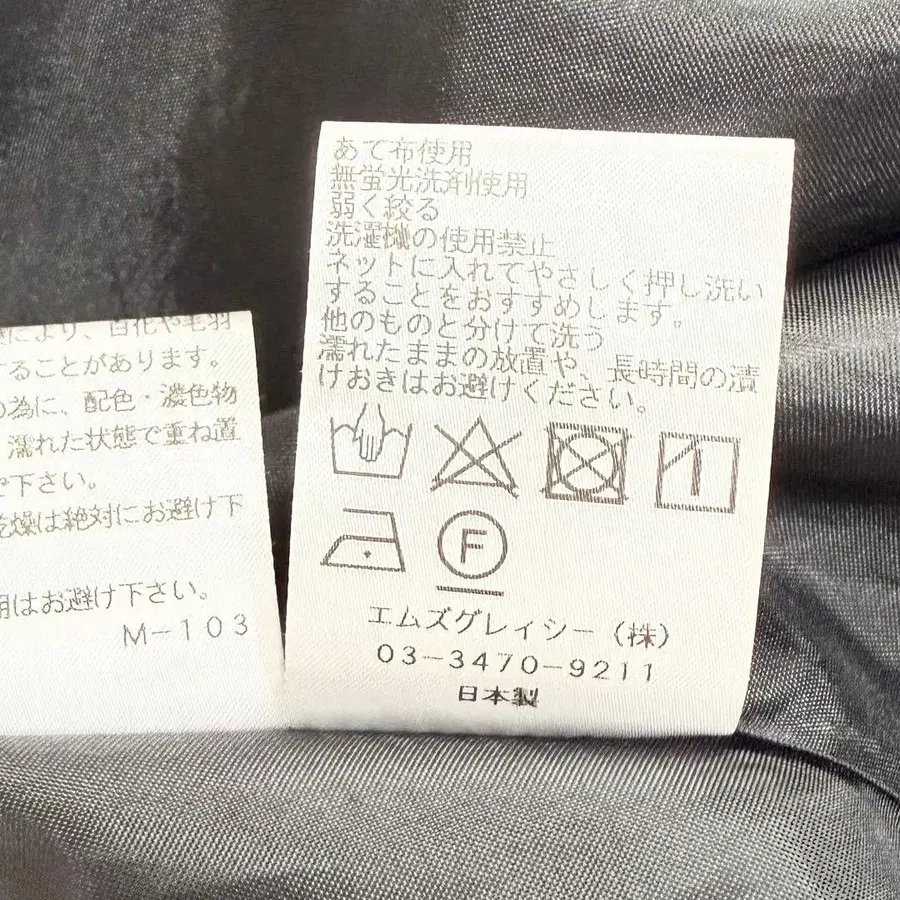 により、白化や毛羽
することがあります。
の為に、配色・濃色物
濡れた状態で重ね置
で下さい。
乾燥は絶対にお避け下
用はお避け下さい。
M-103
あて布使用
無蛍光洗剤使用
弱く絞る
洗濯機の使用禁止
ネットに入れてやさしく押し洗い
することをおすすめします。
他のものと分けて洗う
濡れたままの放置や、長時間の漬
けおきはお避けください。
F
エムズグレイシー(株)
03-3470-9211
日本製